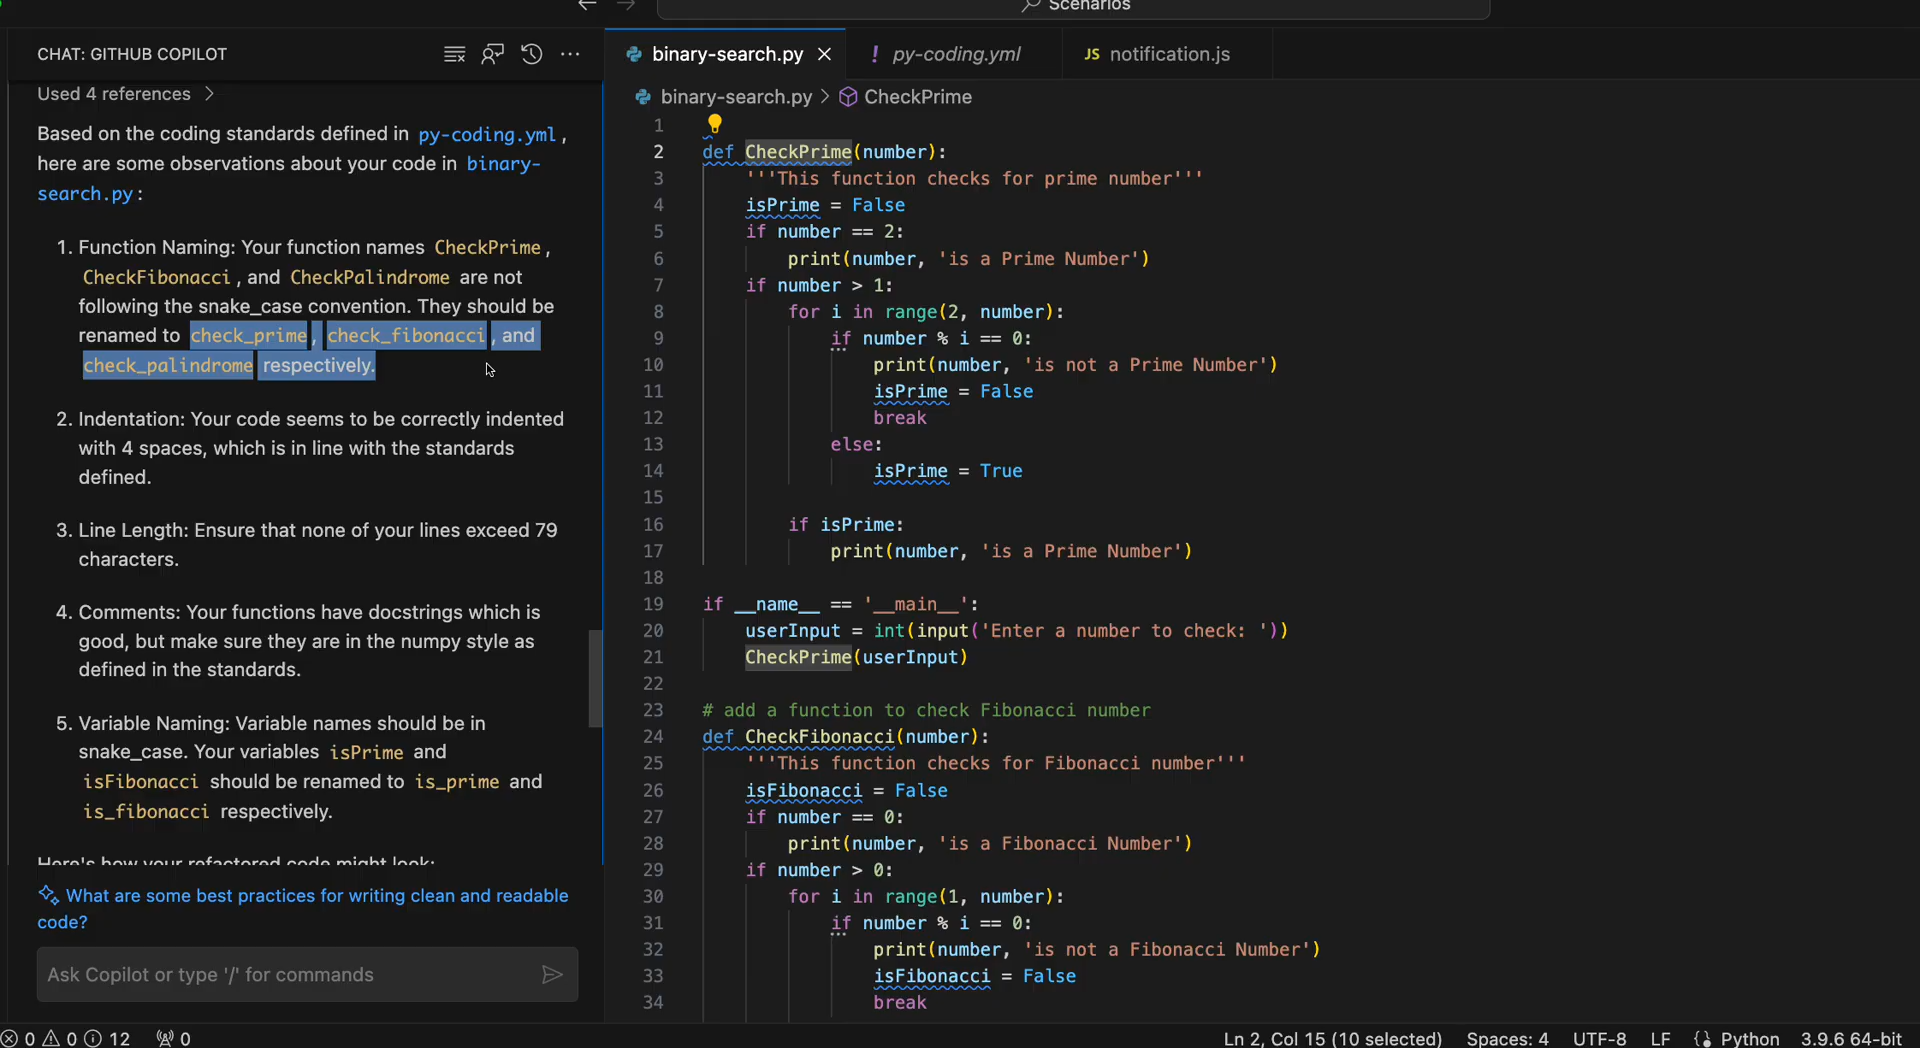 Scenarios
CHAT: GITHUB COPILOT
Used 4 references
Based on the coding standards defined in py-coding.yml,
here are some observations about your code in binary-
search.py:
1. Function Naming: Your function names CheckPrime,
CheckFibonacci, and CheckPalindrome are not
following the snake_case convention. They should be
renamed to check_prime, check_fibonacci, and
check_palindrome respectively.
2. Indentation: Your code seems to be correctly indented
with 4 spaces, which is in line with the standards
defined.
3. Line Length: Ensure that none of your lines exceed 79
characters.
4. Comments: Your functions have docstrings which is
good, but make sure they are in the numpy style as
defined in the standards.
5. Variable Naming: Variable names should be in
snake_case. Your variables isPrime and
isFibonacci should be renamed to is_prime and
is_fibonacci respectively.
Here's how your refactored code might look:
What are some best practices for writing clean and readable
code?
Ask Copilot or type '/' for commands
binary-search.py
! py-coding.yml
JS notification.js
binary-search.py > CheckPrime
1
2 def CheckPrime(number):
3 '''This function checks for prime number'''
4 isPrime = False
5 if number == 2:
6 print(number, 'is a Prime Number')
7 if number > 1:
8 for i in range(2, number):
9 if number % i == 0:
10 print(number, 'is not a Prime Number')
11 isPrime = False
12 break
13 else:
14 isPrime = True
15
16 if isPrime:
17 print(number, 'is a Prime Number')
18
19 if __name__ == '__main__':
20 userInput = int(input('Enter a number to check: '))
21 CheckPrime(userInput)
22
23 # add a function to check Fibonacci number
24 def CheckFibonacci(number):
25 '''This function checks for Fibonacci number'''
26 isFibonacci = False
27 if number == 0:
28 print(number, 'is a Fibonacci Number')
29 if number > 0:
30 for i in range(1, number):
31 if number % i == 0:
32 print(number, 'is not a Fibonacci Number')
33 isFibonacci = False
34 break
0 0 12 0
Ln 2, Col 15 (10 selected) Spaces: 4 UTF-8 LF Python 3.9.6 64-bit